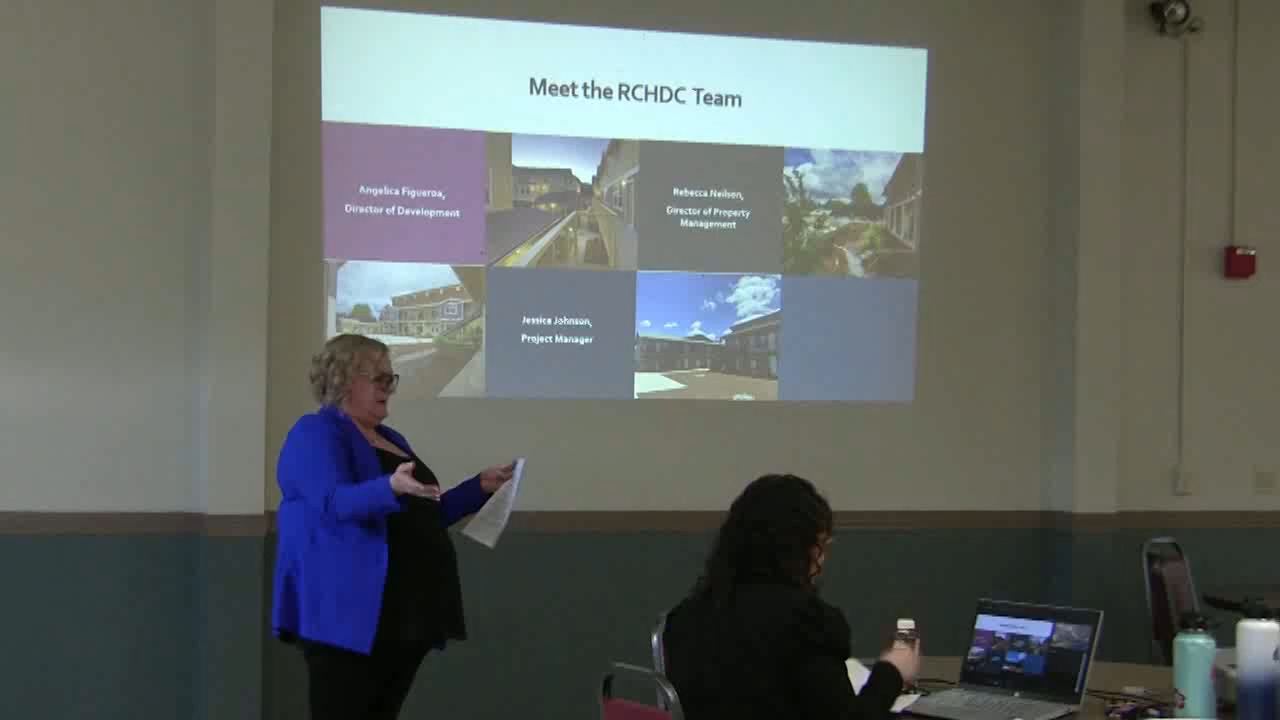 Meet the RCHDC Team
Angelica Figueroa,
Director of Development
Rebecca Neilson,
Director of Property
Management
Jessica Johnson,
Project Manager